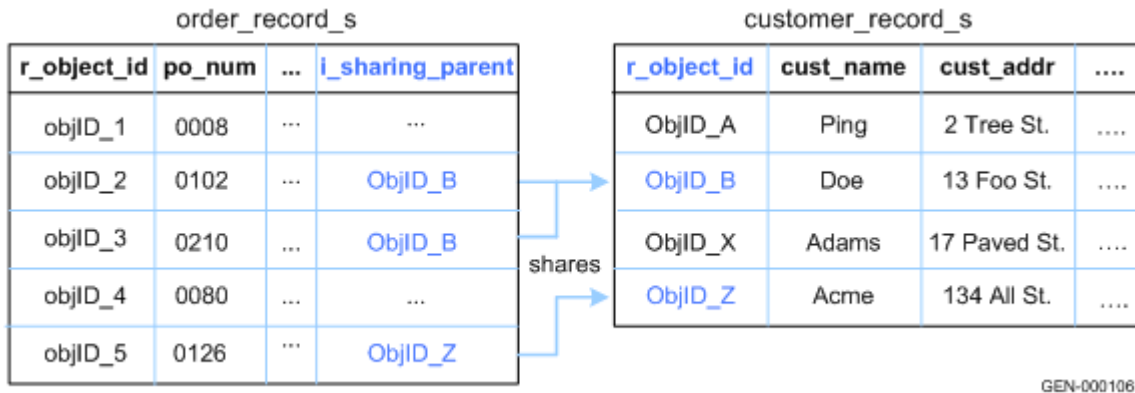 order_record_s customer_record_s
r_object_id po_num ... i_sharing_parent r_object_id cust_name cust_addr ....
objID_1 0008 ... ... ObjID_A Ping 2 Tree St. ....
objID_2 0102 ... ObjID_B ObjID_B Doe 13 Foo St. ....
objID_3 0210 ... ObjID_B ObjID_X Adams 17 Paved St. ....
shares
objID_4 0080 ... ... ObjID_Z Acme 134 All St. ....
objID_5 0126 ... ObjID_Z
GEN-000106